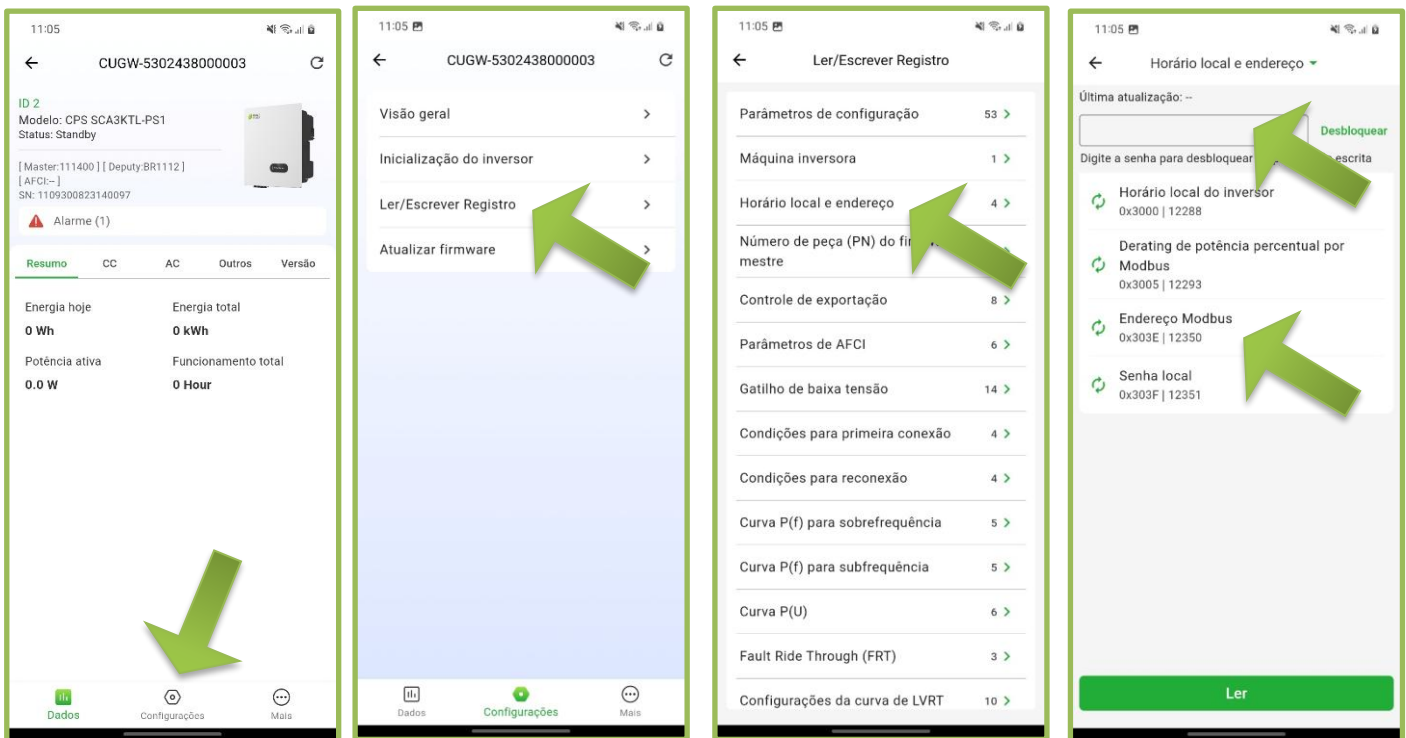 11:05
CUGW-5302438000003
ID 2
Modelo: CPS SCA3KTL-PS1
Status: Standby
[ Master:111400 ] [ Deputy:BR1112 ]
[ AFCI:-- ]
SN: 1109300823140097
Alarme (1)
Resumo CC AC Outros Versão
Energia hoje Energia total
0 Wh 0 kWh
Potência ativa Funcionamento total
0.0 W 0 Hour
Dados Configurações Mais
11:05
CUGW-5302438000003
Visão geral
Inicialização do inversor
Ler/Escrever Registro
Atualizar firmware
Dados Configurações Mais
11:05
Ler/Escrever Registro
Parâmetros de configuração 53
Máquina inversora 1
Horário local e endereço 4
Número de peça (PN) do
mestre
Controle de exportação 8
Parâmetros de AFCI 6
Gatilho de baixa tensão 14
Condições para primeira conexão 4
Condições para reconexão 4
Curva P(f) para sobrefrequência 5
Curva P(f) para subfrequência 5
Curva P(U) 6
Fault Ride Through (FRT) 3
Configurações da curva de LVRT 10
11:05
Horário local e endereço
Última atualização: --
Desbloquear
Digite a senha para desbloquear escrita
Horário local do inversor
0x3000 | 12288
Derating de potência percentual por
Modbus
0x3005 | 12293
Endereço Modbus
0x303E | 12350
Senha local
0x303F | 12351
Ler